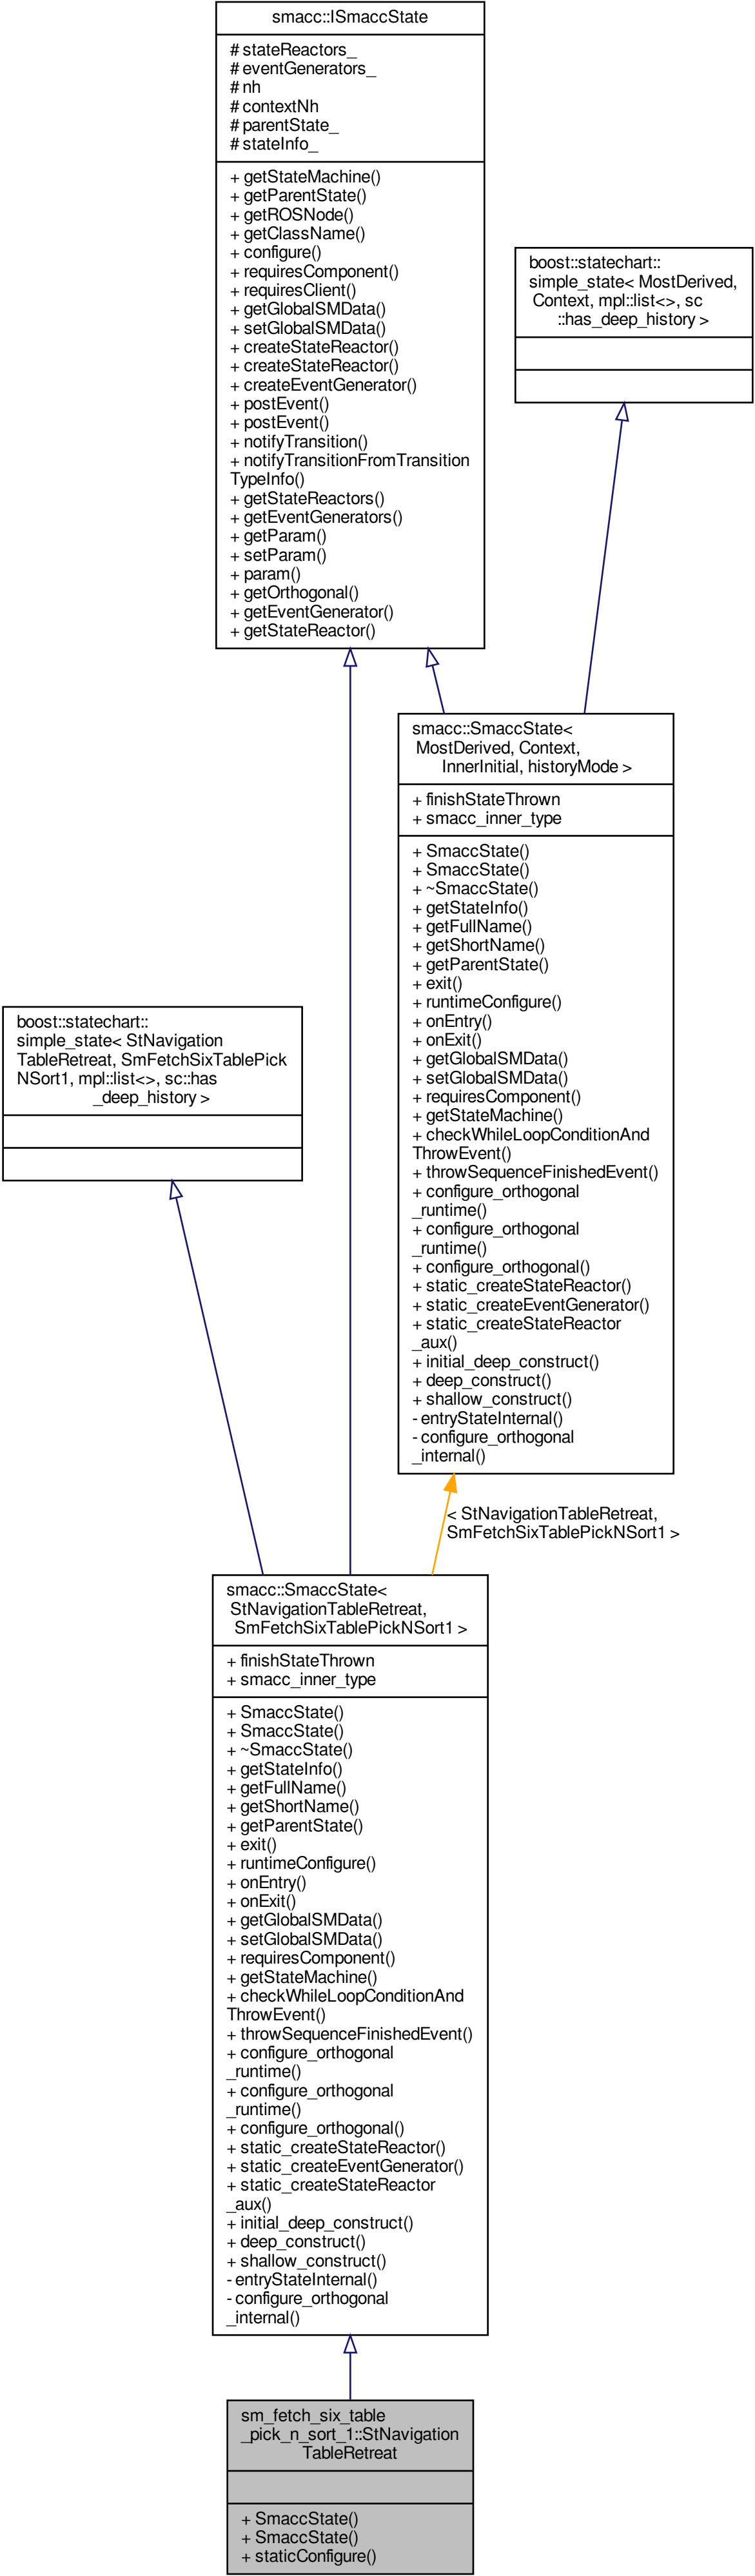 smacc::ISmaccState
# stateReactors_
# eventGenerators_
# nh
# contextNh
# parentState_
# stateInfo_
+ getStateMachine()
+ getParentState()
+ getROSNode()
+ getClassName()
+ configure()
+ requiresComponent()
+ requiresClient()
+ getGlobalSMData()
+ setGlobalSMData()
+ createStateReactor()
+ createStateReactor()
+ createEventGenerator()
+ postEvent()
+ postEvent()
+ notifyTransition()
+ notifyTransitionFromTransition
TypeInfo()
+ getStateReactors()
+ getEventGenerators()
+ getParam()
+ setParam()
+ param()
+ getOrthogonal()
+ getEventGenerator()
+ getStateReactor()
boost::statechart::
simple_state< MostDerived,
Context, mpl::list<>, sc
::has_deep_history >
smacc::SmaccState<
MostDerived, Context,
InnerInitial, historyMode >
+ finishStateThrown
+ smacc_inner_type
+ SmaccState()
+ SmaccState()
+ ~SmaccState()
+ getStateInfo()
+ getFullName()
+ getShortName()
+ getParentState()
+ exit()
+ runtimeConfigure()
+ onEntry()
+ onExit()
+ getGlobalSMData()
+ setGlobalSMData()
+ requiresComponent()
+ getStateMachine()
+ checkWhileLoopConditionAnd
ThrowEvent()
+ throwSequenceFinishedEvent()
+ configure_orthogonal
_runtime()
+ configure_orthogonal
_runtime()
+ configure_orthogonal()
+ static_createStateReactor()
+ static_createEventGenerator()
+ static_createStateReactor
_aux()
+ initial_deep_construct()
+ deep_construct()
+ shallow_construct()
- entryStateInternal()
- configure_orthogonal
_internal()
boost::statechart::
simple_state< StNavigation
TableRetreat, SmFetchSixTablePick
NSort1, mpl::list<>, sc::has
_deep_history >
< StNavigationTableRetreat,
SmFetchSixTablePickNSort1 >
smacc::SmaccState<
StNavigationTableRetreat,
SmFetchSixTablePickNSort1 >
+ finishStateThrown
+ smacc_inner_type
+ SmaccState()
+ SmaccState()
+ ~SmaccState()
+ getStateInfo()
+ getFullName()
+ getShortName()
+ getParentState()
+ exit()
+ runtimeConfigure()
+ onEntry()
+ onExit()
+ getGlobalSMData()
+ setGlobalSMData()
+ requiresComponent()
+ getStateMachine()
+ checkWhileLoopConditionAnd
ThrowEvent()
+ throwSequenceFinishedEvent()
+ configure_orthogonal
_runtime()
+ configure_orthogonal
_runtime()
+ configure_orthogonal()
+ static_createStateReactor()
+ static_createEventGenerator()
+ static_createStateReactor
_aux()
+ initial_deep_construct()
+ deep_construct()
+ shallow_construct()
- entryStateInternal()
- configure_orthogonal
_internal()
sm_fetch_six_table
_pick_n_sort_1::StNavigation
TableRetreat
+ SmaccState()
+ SmaccState()
+ staticConfigure()